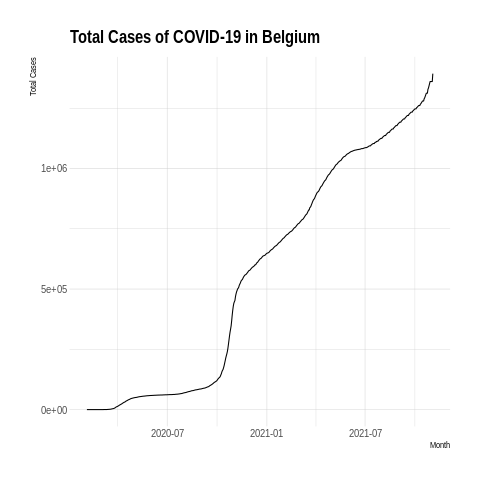 Total Cases of COVID-19 in Belgium
Total Cases
1e+06
5e+05
0e+00
2020-07 2021-01 2021-07
Month